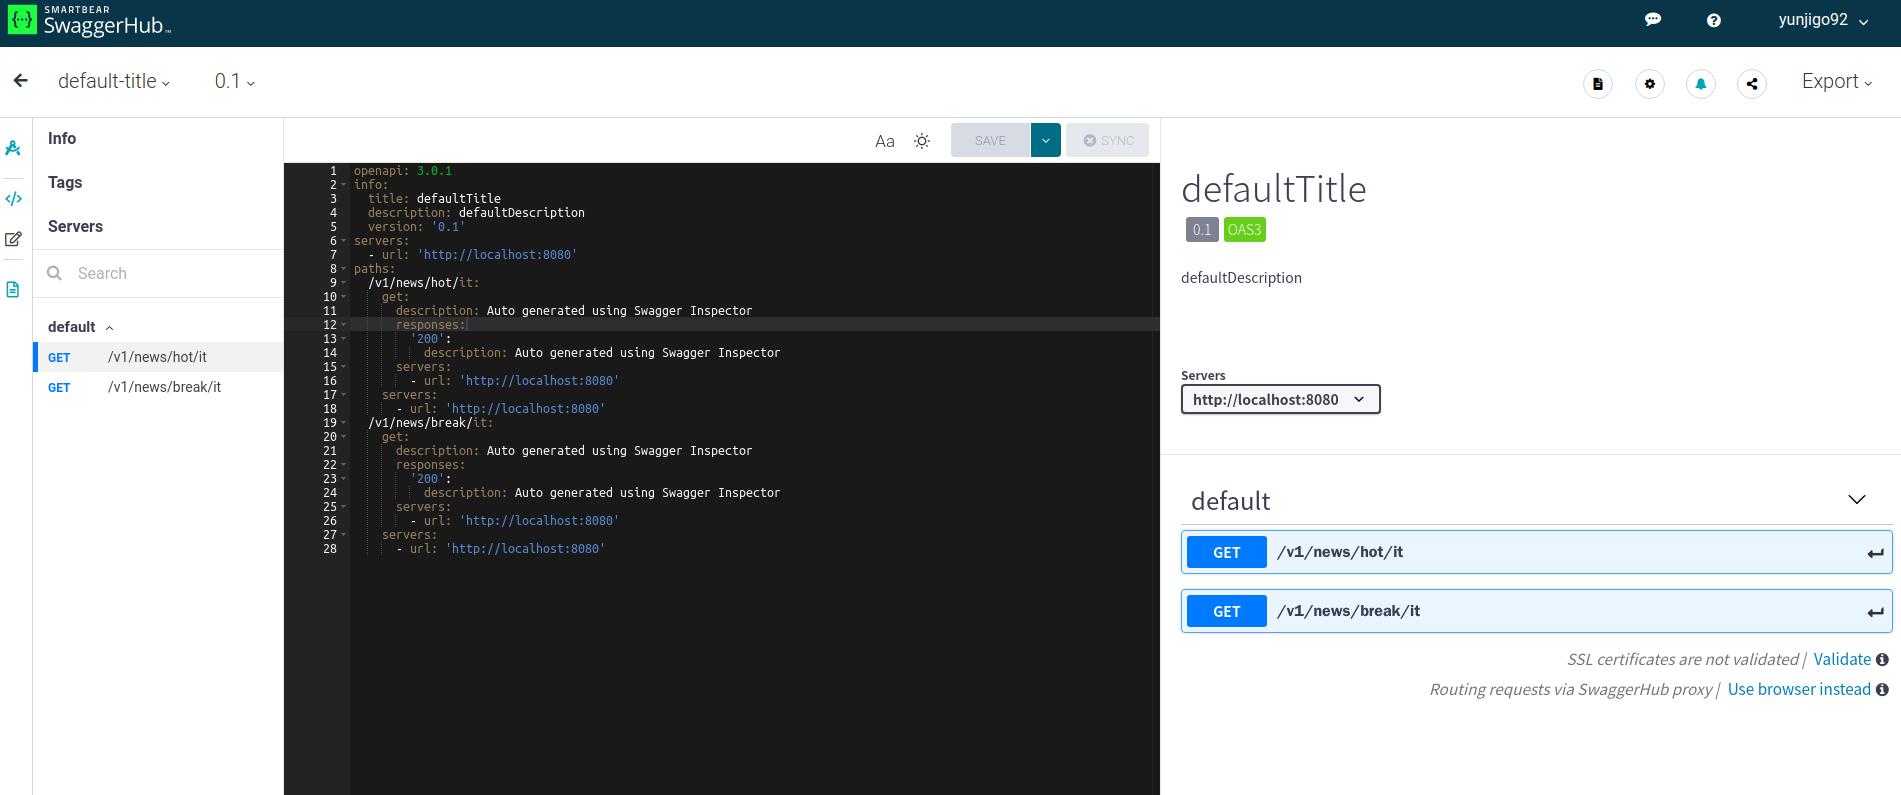 SMARTBEAR
SwaggerHub™
yunjigo92
default-title
0.1
Export
Info
Tags
Servers
Search
default
GET /v1/news/hot/it
GET /v1/news/break/it
Aa
SAVE
SYNC
1 openapi: 3.0.1
2 info:
3 title: defaultTitle
4 description: defaultDescription
5 version: '0.1'
6 servers:
7 - url: 'http://localhost:8080'
8 paths:
9 /v1/news/hot/it:
10 get:
11 description: Auto generated using Swagger Inspector
12 responses:
13 '200':
14 description: Auto generated using Swagger Inspector
15 servers:
16 - url: 'http://localhost:8080'
17 servers:
18 - url: 'http://localhost:8080'
19 /v1/news/break/it:
20 get:
21 description: Auto generated using Swagger Inspector
22 responses:
23 '200':
24 description: Auto generated using Swagger Inspector
25 servers:
26 - url: 'http://localhost:8080'
27 servers:
28 - url: 'http://localhost:8080'
defaultTitle
0.1 OAS3
defaultDescription
Servers
http://localhost:8080
default
GET /v1/news/hot/it
GET /v1/news/break/it
SSL certificates are not validated | Validate
Routing requests via SwaggerHub proxy | Use browser instead